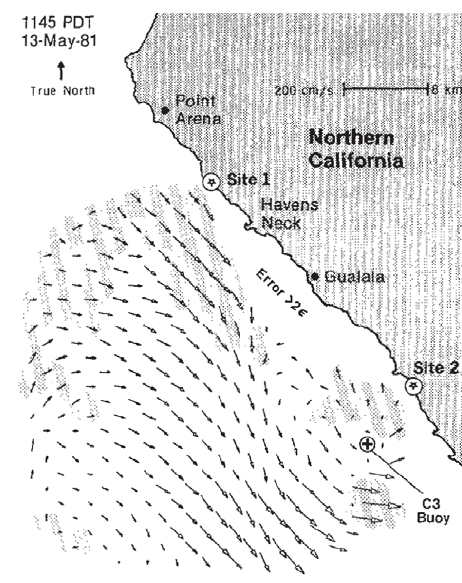 1145 PDT
13-May-81
True North
200 cm/s 8 km
Point
Arena
Northern
California
Site 1
Havens
Neck
Gualala
Error >2ε
Site 2
C3
Buoy